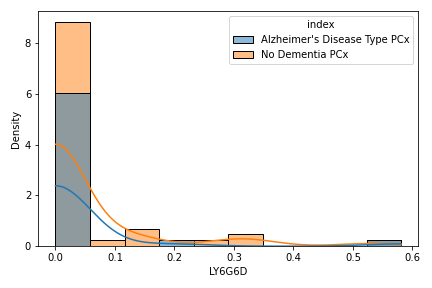 index
Alzheimer's Disease Type PCx
No Dementia PCx
8
6
4
2
0
Density
0.0 0.1 0.2 0.3 0.4 0.5 0.6
LY6G6D